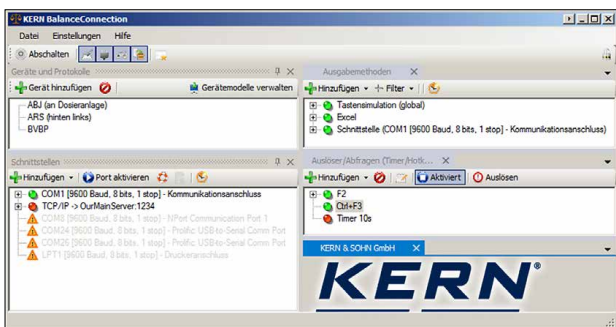 KERN BalanceConnection
Datei Einstellungen Hilfe
Abschalten
Geräte und Protokolle
Gerät hinzufügen Gerätemodelle verwalten
ABJ (an Dosieranlage)
ARS (hinten links)
BVBP
Ausgabemethoden
Hinzufügen Filter
Tastensimulation (global)
Excel
Schnittstelle (COM1 [9600 Baud, 8 bits, 1 stop] - Kommunikationsanschluss)
Schnittstellen
Hinzufügen Port aktivieren
COM1 [9600 Baud, 8 bits, 1 stop] - Kommunikationsanschluss
TCP/IP -> OurMainServer:1234
COM8 [9600 Baud, 8 bits, 1 stop] - NPort Communication Port 1
COM24 [9600 Baud, 8 bits, 1 stop] - Prolific USB-to-Serial Comm Port
COM26 [9600 Baud, 8 bits, 1 stop] - Prolific USB-to-Serial Comm Port
LPT1 [9600 Baud, 8 bits, 1 stop] - Druckeranschluss
Auslöser/Abfragen (Timer/Hotk...
Hinzufügen Aktiviert Auslösen
F2
Ctrl+F3
Timer 10s
KERN & SOHN GmbH
KERN®